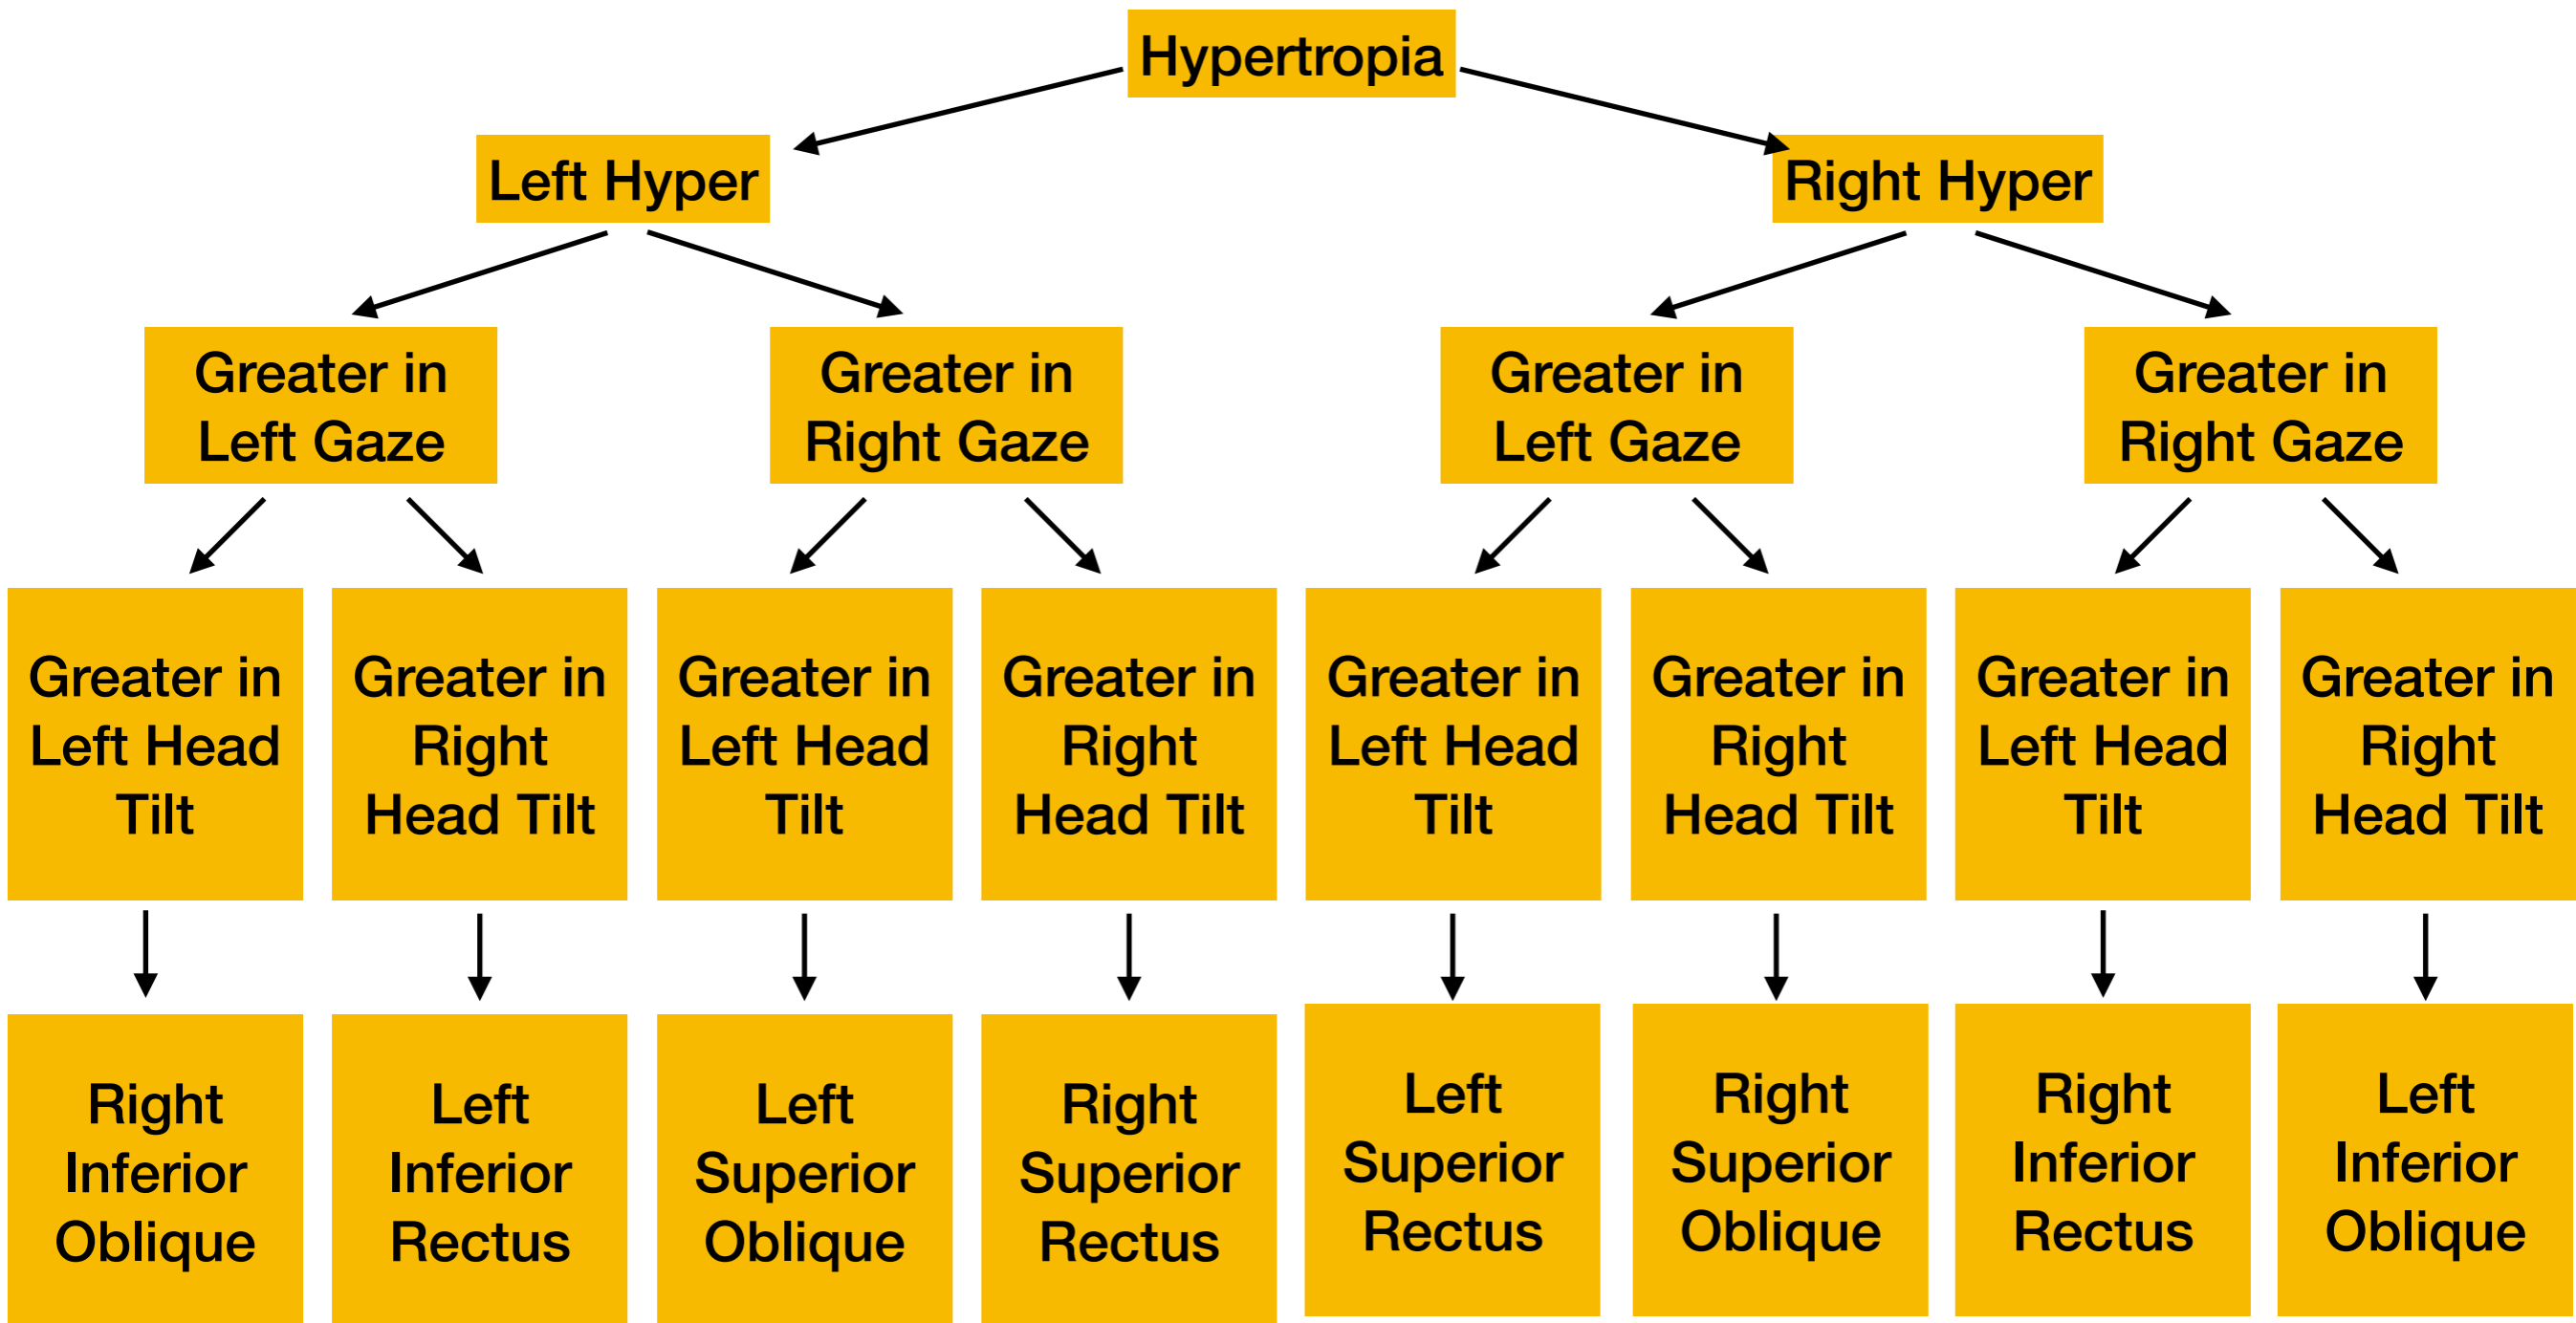 Hypertropia
Left Hyper
Right Hyper
Greater in
Left Gaze
Greater in
Right Gaze
Greater in
Left Gaze
Greater in
Right Gaze
Greater in
Left Head
Tilt
Greater in
Right
Head Tilt
Greater in
Left Head
Tilt
Greater in
Right
Head Tilt
Greater in
Left Head
Tilt
Greater in
Right
Head Tilt
Greater in
Left Head
Tilt
Greater in
Right
Head Tilt
Right
Inferior
Oblique
Left
Inferior
Rectus
Left
Superior
Oblique
Right
Superior
Rectus
Left
Superior
Rectus
Right
Superior
Oblique
Right
Inferior
Rectus
Left
Inferior
Oblique